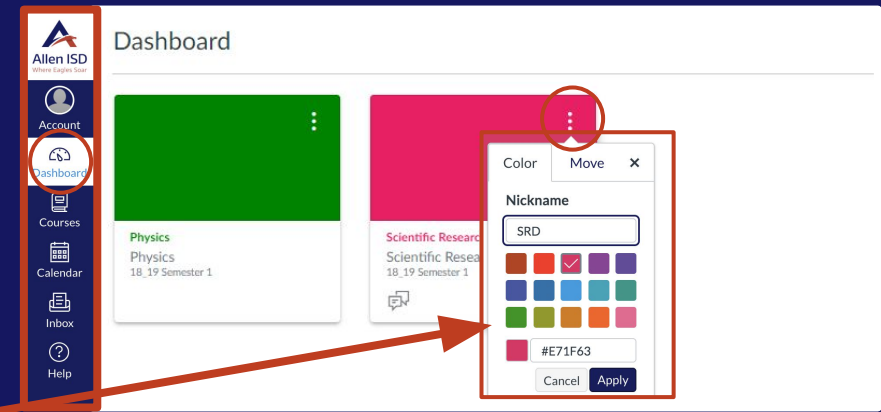 Allen ISD
Where Eagles Soar
Account
Dashboard
Courses
Calendar
Inbox
Help
Dashboard
Physics
Physics
18_19 Semester 1
Scientific Researc
Scientific Resea
18_19 Semester 1
Color Move ×
Nickname
SRD
#E71F63
Cancel Apply